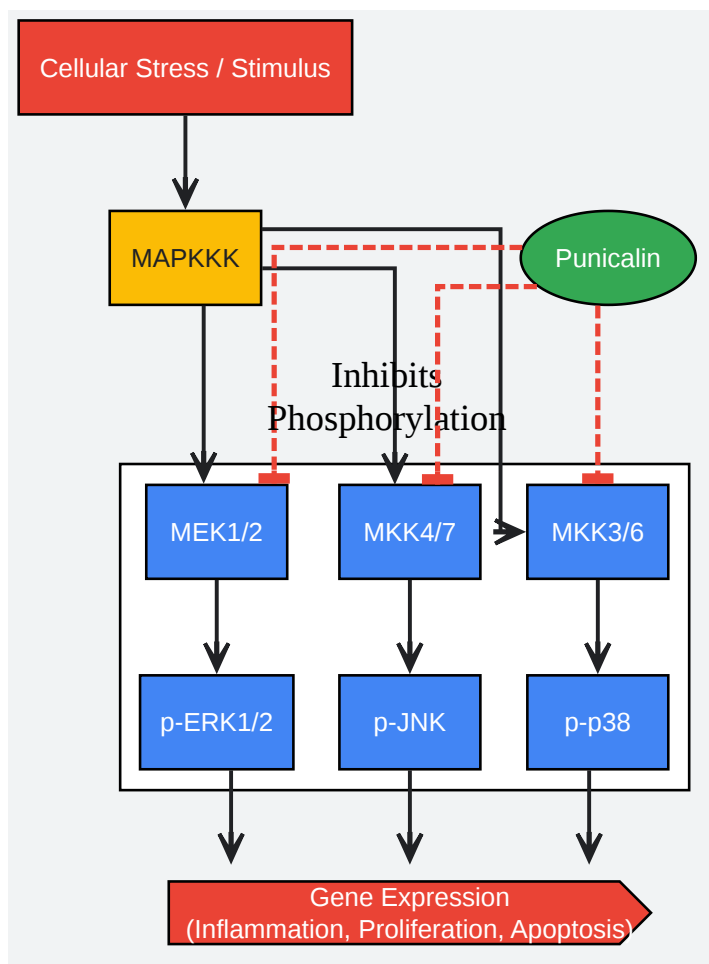 Cellular Stress / Stimulus
MAPKKK
Punicalin
Inhibits
Phosphorylation
MEK1/2
MKK4/7
MKK3/6
p-ERK1/2
p-JNK
p-p38
Gene Expression
(Inflammation, Proliferation, Apoptosis)